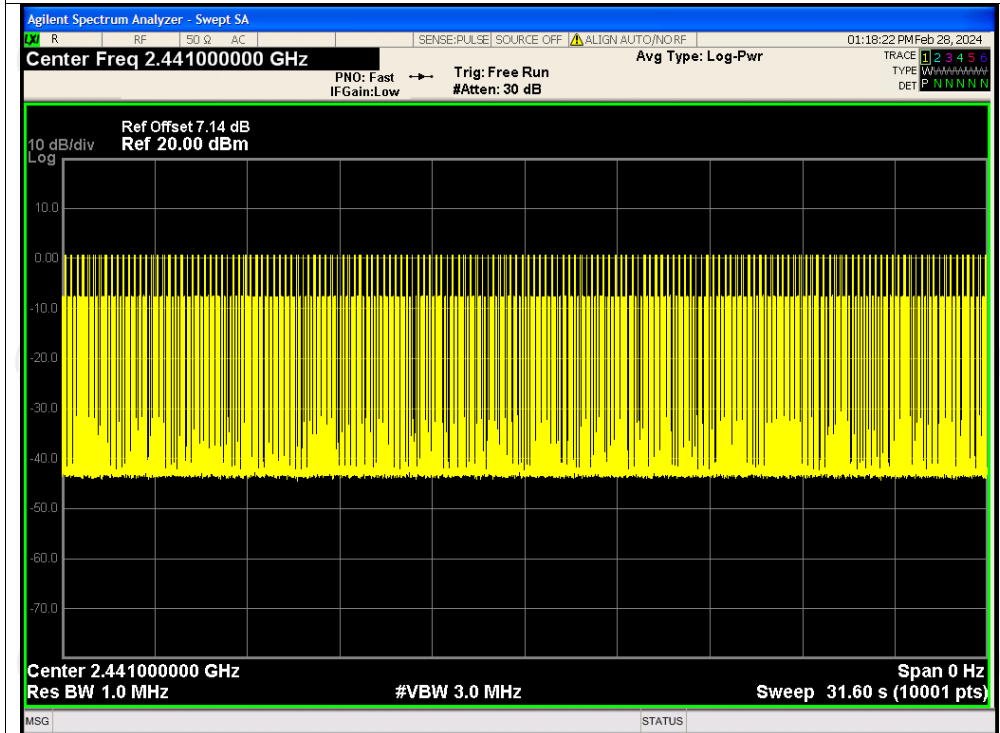 Agilent Spectrum Analyzer - Swept SA
LXI R RF 50 Ω AC SENSE:PULSE SOURCE OFF ALIGN AUTO/NO RF 01:18:22 PM Feb 28, 2024
Center Freq 2.441000000 GHz
PNO: Fast
IFGain:Low
Trig: Free Run
#Atten: 30 dB
Avg Type: Log-Pwr
TRACE 1 2 3 4 5 6
TYPE W
DET P N N N N N
Ref Offset 7.14 dB
10 dB/div Ref 20.00 dBm
Log
10.0
0.00
-10.0
-20.0
-30.0
-40.0
-50.0
-60.0
-70.0
Center 2.441000000 GHz Span 0 Hz
Res BW 1.0 MHz #VBW 3.0 MHz Sweep 31.60 s (10001 pts)
MSG STATUS